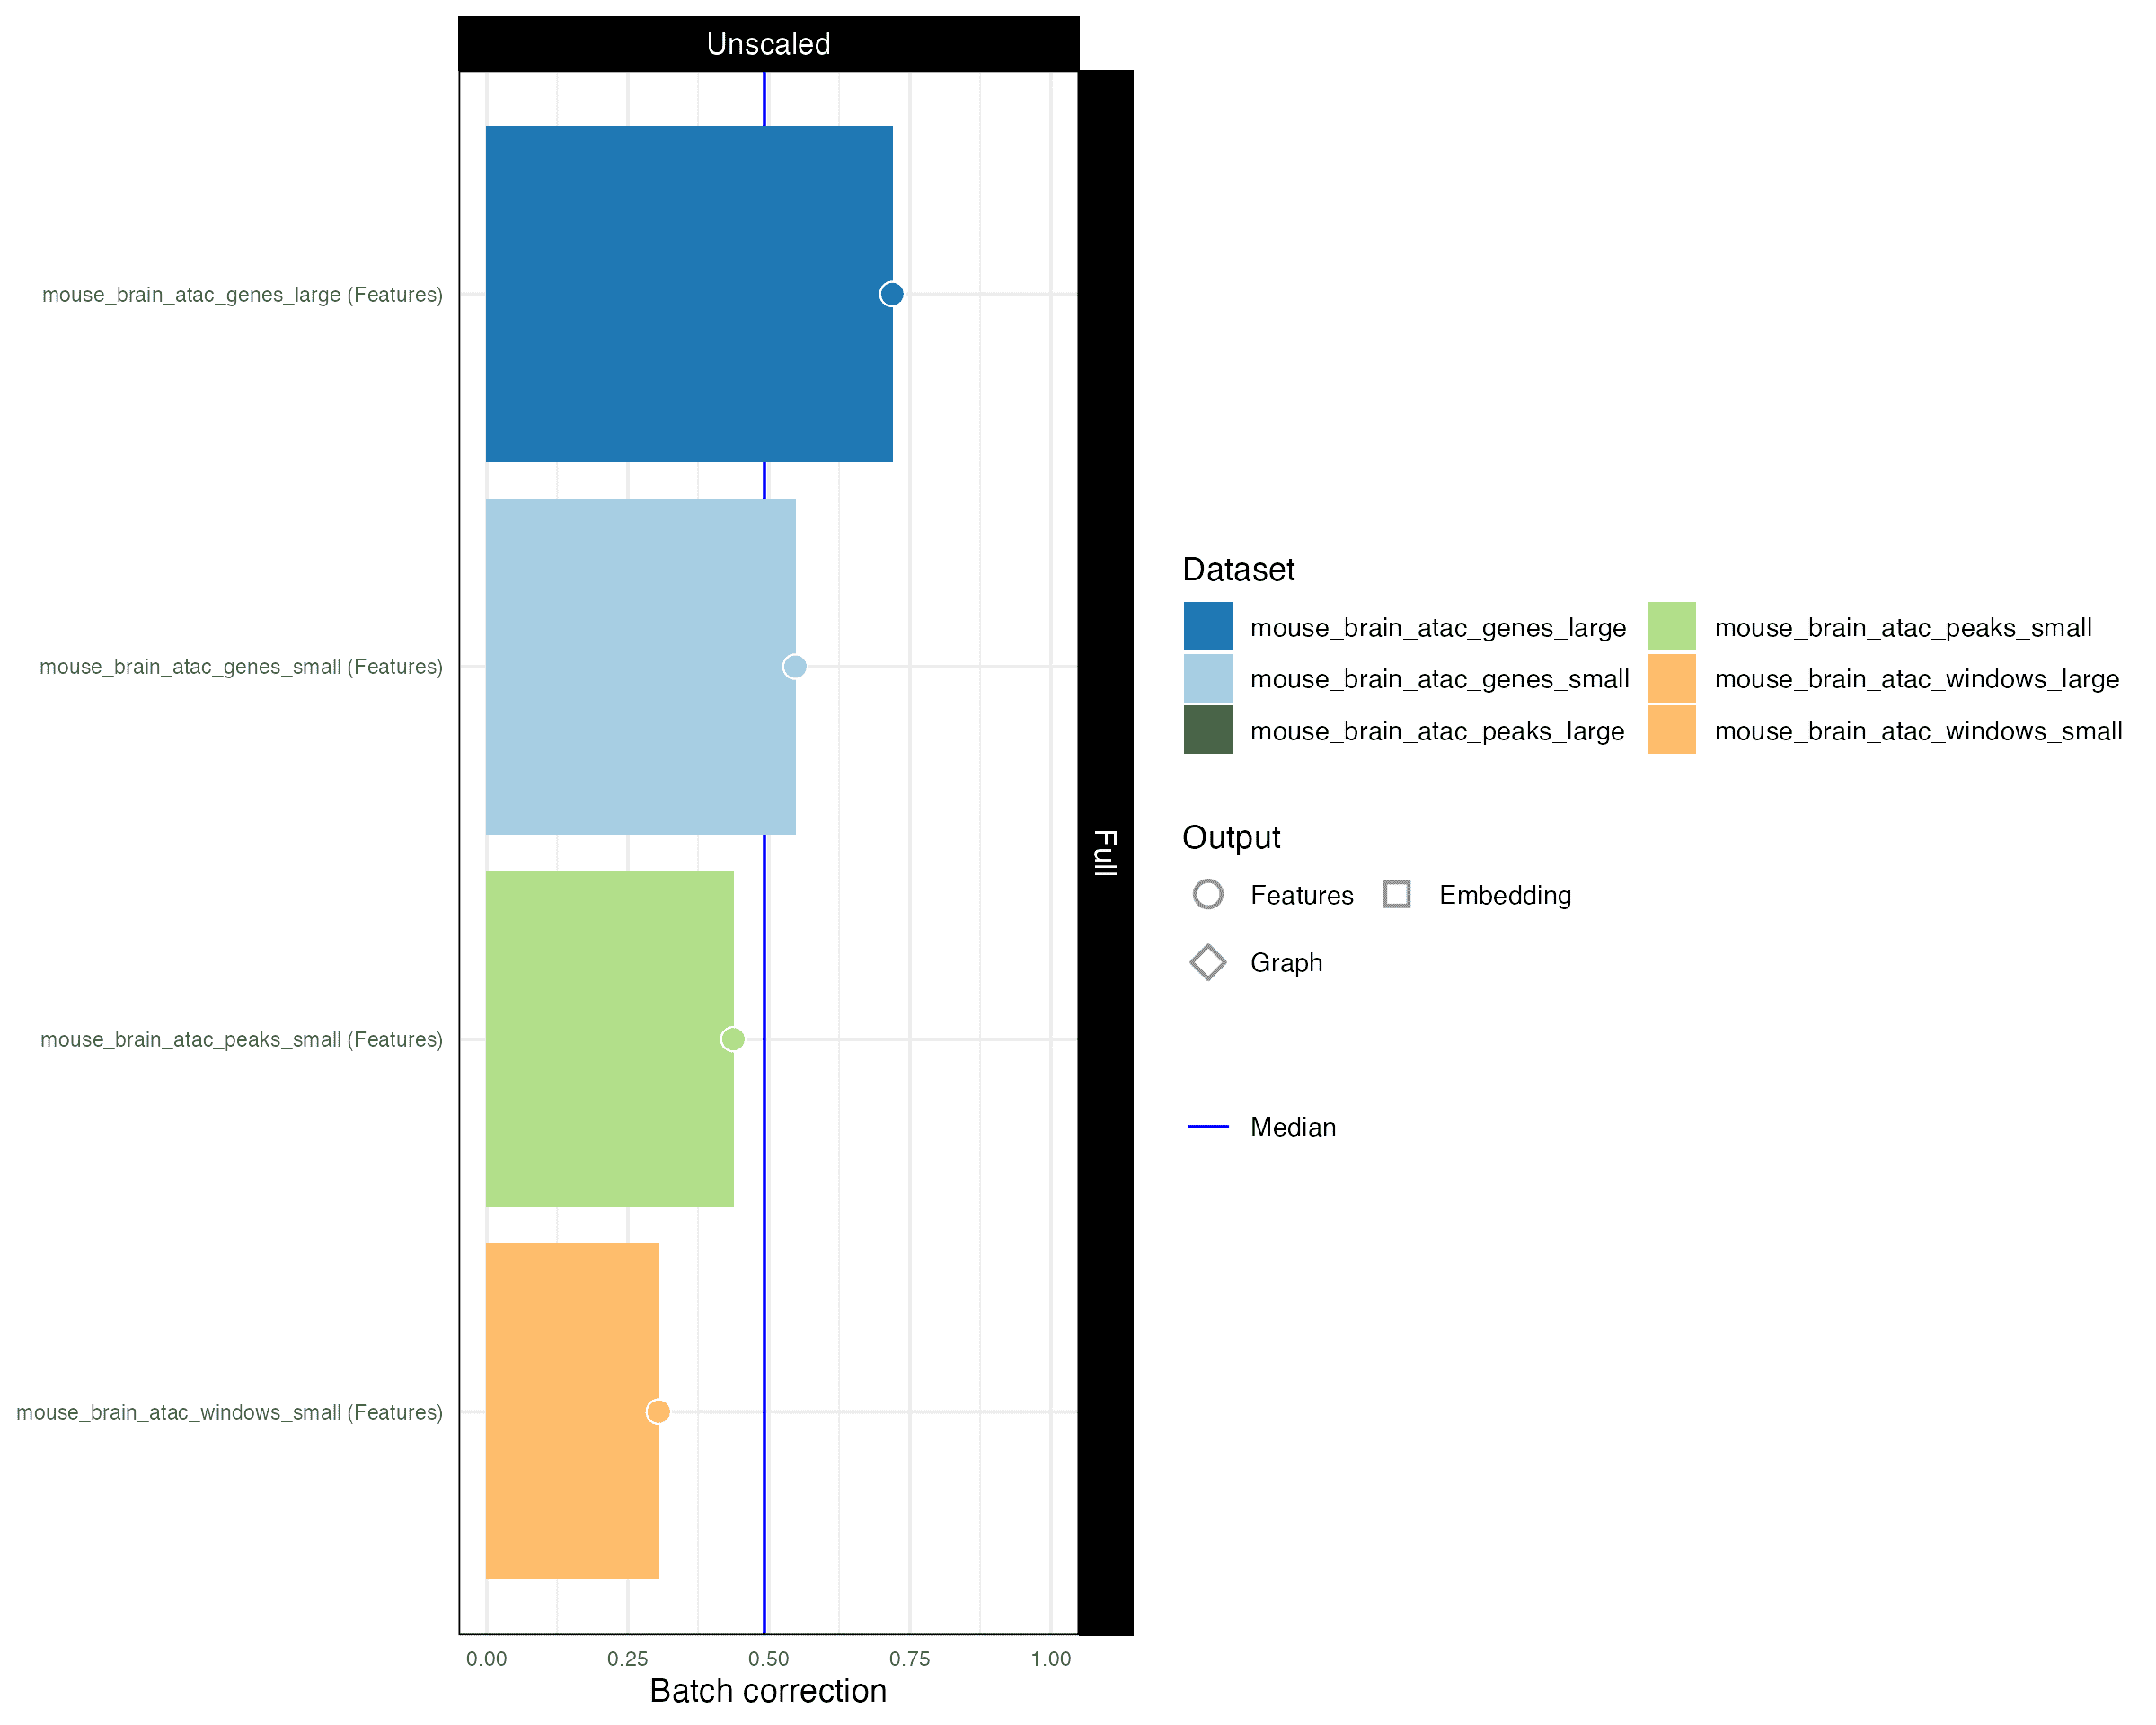 Unscaled
mouse_brain_atac_genes_large (Features)
mouse_brain_atac_genes_small (Features)
mouse_brain_atac_peaks_small (Features)
mouse_brain_atac_windows_small (Features)
0.00 0.25 0.50 0.75 1.00
Batch correction
Full
Dataset
mouse_brain_atac_genes_large mouse_brain_atac_peaks_small
mouse_brain_atac_genes_small mouse_brain_atac_windows_large
mouse_brain_atac_peaks_large mouse_brain_atac_windows_small
Output
Features Embedding
Graph
Median